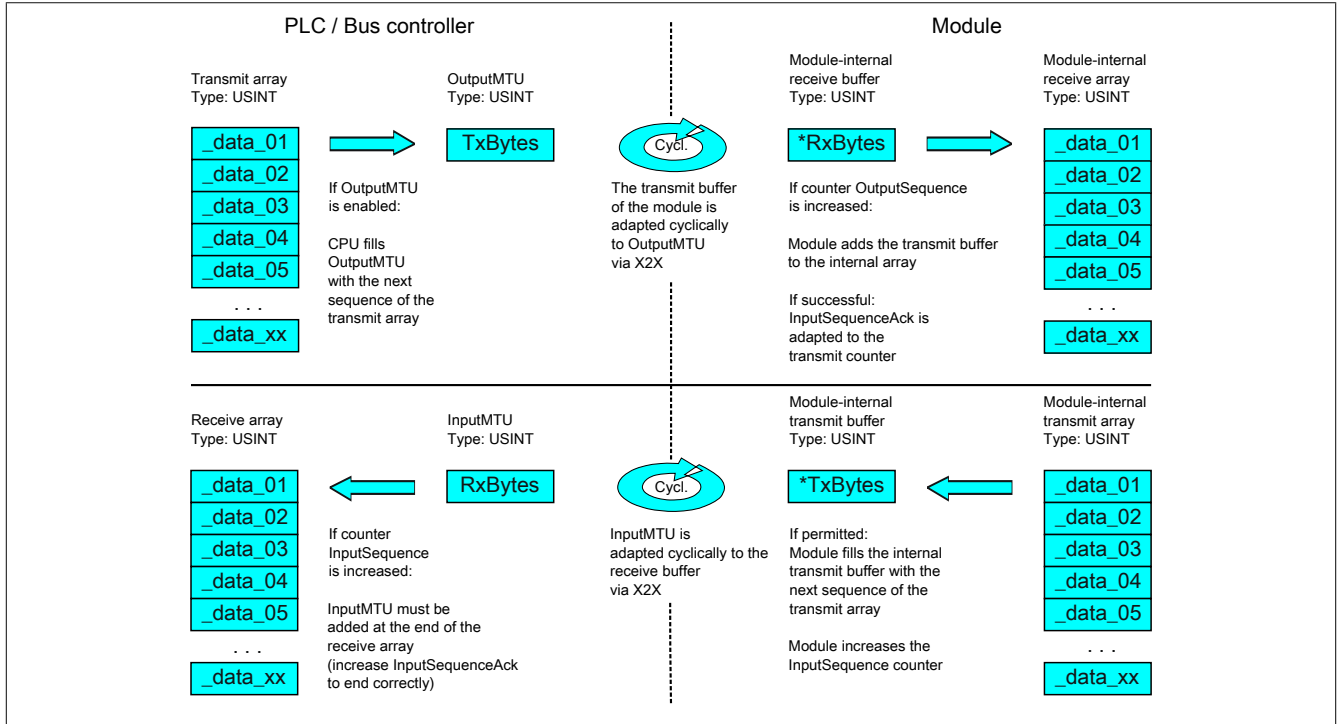 PLC / Bus controller
Module
Transmit array
Type: USINT
OutputMTU
Type: USINT
Module-internal
receive buffer
Type: USINT
Module-internal
receive array
Type: USINT
_data_01
_data_02
_data_03
_data_04
_data_05
. . .
_data_xx
If OutputMTU
is enabled:
CPU fills
OutputMTU
with the next
sequence of the
transmit array
TxBytes
Cycl.
The transmit buffer
of the module is
adapted cyclically
to OutputMTU
via X2X
*RxBytes
If counter OutputSequence
is increased:
Module adds the transmit buffer
to the internal array
If successful:
InputSequenceAck is
adapted to the
transmit counter
_data_01
_data_02
_data_03
_data_04
_data_05
. . .
_data_xx
Receive array
Type: USINT
InputMTU
Type: USINT
Module-internal
transmit buffer
Type: USINT
Module-internal
transmit array
Type: USINT
_data_01
_data_02
_data_03
_data_04
_data_05
. . .
_data_xx
If counter
InputSequence
is increased:
InputMTU must be
added at the end of the
receive array
(increase InputSequenceAck
to end correctly)
RxBytes
Cycl.
InputMTU is
adapted cyclically to the
receive buffer
via X2X
*TxBytes
If permitted:
Module fills the internal
transmit buffer with the
next sequence of the
transmit array
Module increases the
InputSequence counter
_data_01
_data_02
_data_03
_data_04
_data_05
. . .
_data_xx